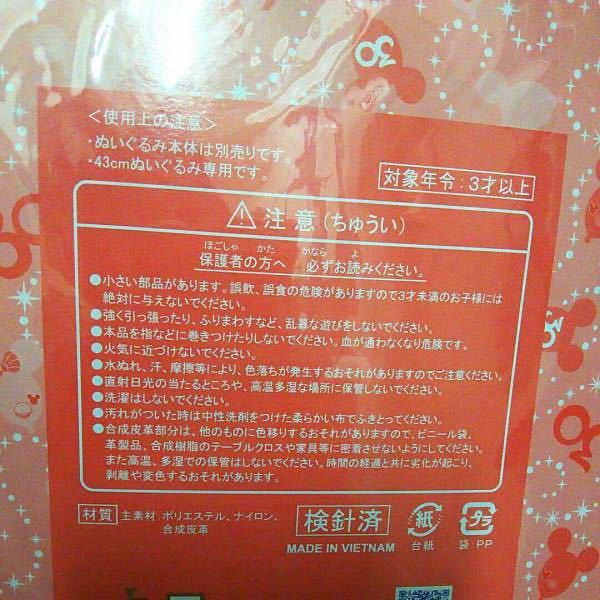 ＜使用上の注意＞
・ぬいぐるみ本体は別売りです。
・43cmぬいぐるみ専用です。
対象年令：3才以上
⚠ 注意（ちゅうい）
ほごしゃ かた かなら よ
保護者の方へ 必ずお読みください。
●小さい部品があります。誤飲、誤食の危険がありますので3才未満のお子様には
絶対に与えないでください。
●強く引っ張ったり、ふりまわすなど、乱暴な遊びをしないでください。
●本品を指などに巻きつけたりしないでください。血が通わなくなり危険です。
●火気に近づけないでください。
●水ぬれ、汗、摩擦等により、色落ちが発生するおそれがありますのでご注意ください。
●直射日光の当たるところや、高温多湿な場所に保管しないでください。
●洗濯はしないでください。
●汚れがついた時は中性洗剤をつけた柔らかい布でふきとってください。
●合成皮革部分は、他のものに色移りするおそれがありますので、ビニール袋、
革製品、合成樹脂のテーブルクロスや家具等に密着させないようにしてください。
また高温、多湿での保管はしないでください。時間の経過と共に劣化が起こり、
剥離や変色するおそれがあります。
材質 主素材：ポリエステル、ナイロン、
合成皮革
検針済
MADE IN VIETNAM
紙
台紙
プラ
袋：PP
30